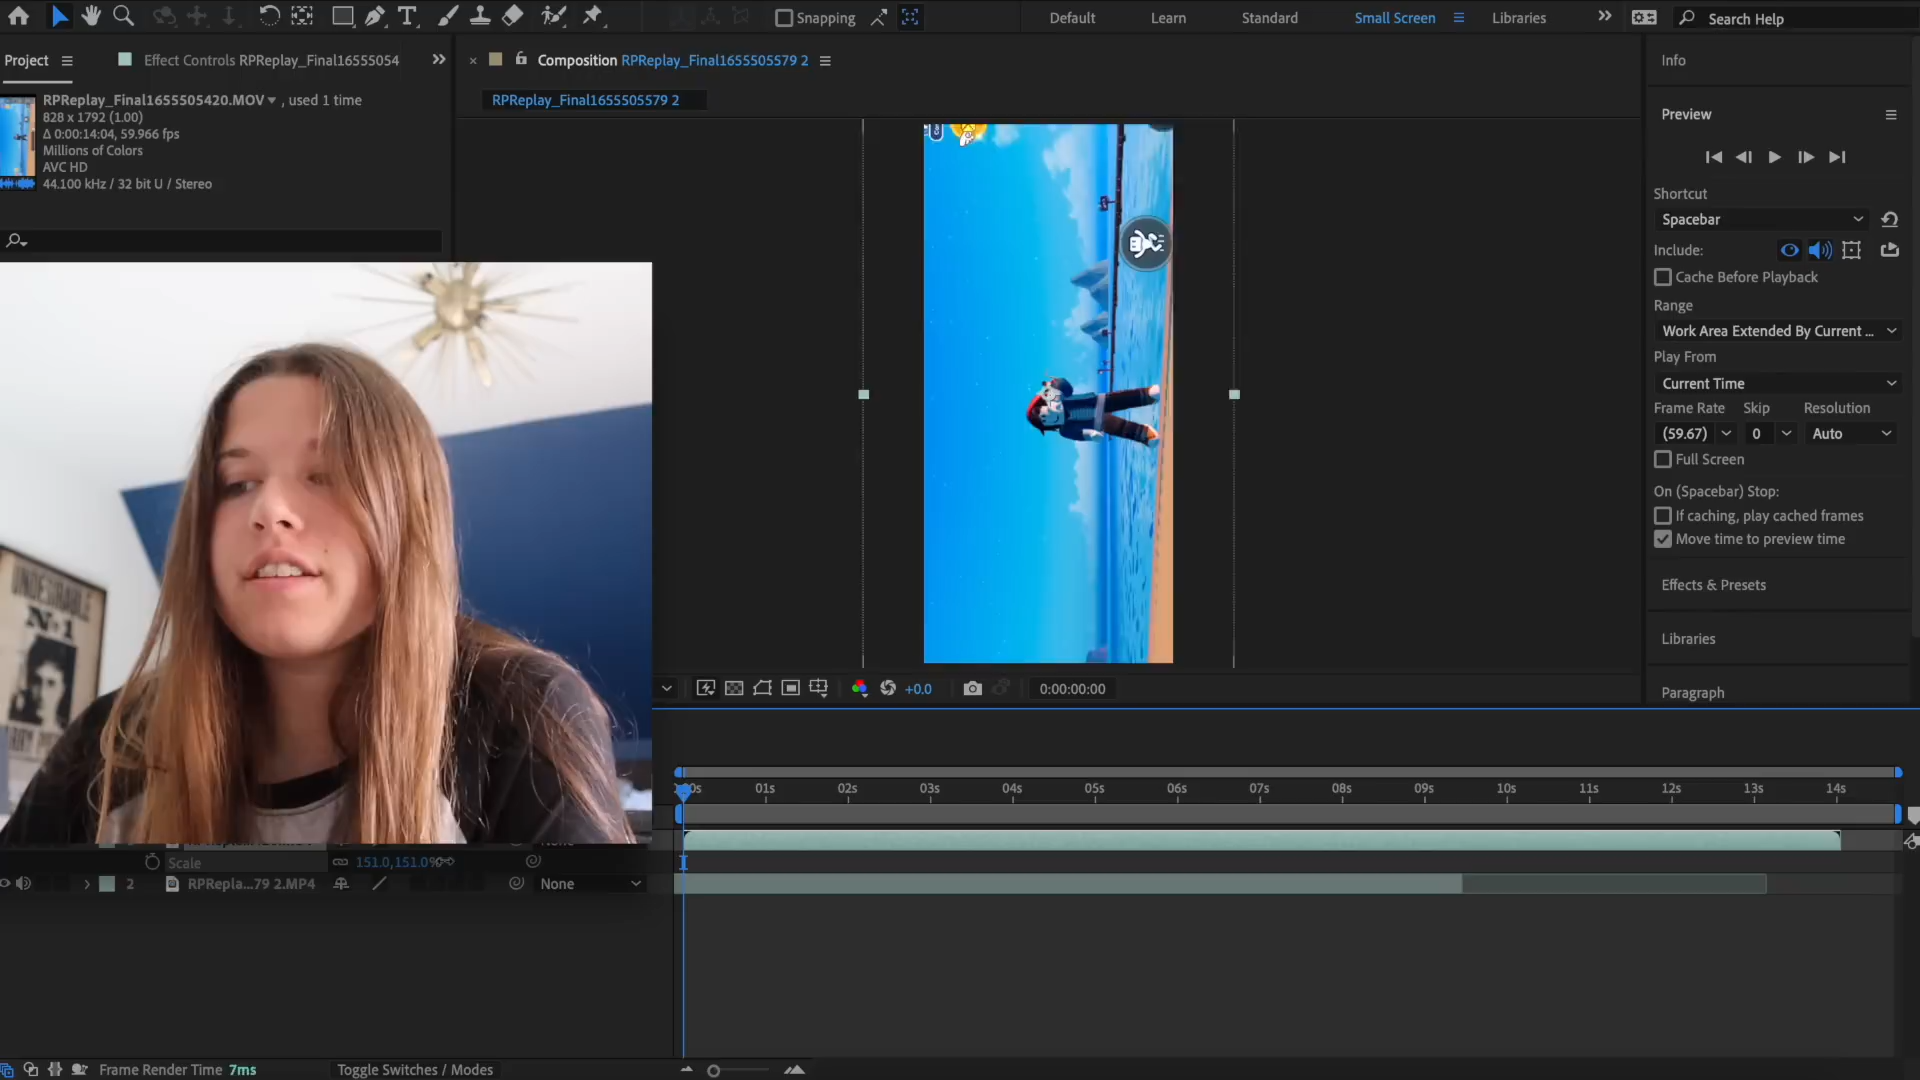 Snapping
Default
Learn
Standard
Small Screen
Libraries
Search Help
Project
Effect Controls RPReplay_Final16555054
Composition RPReplay_Final1655505579 2
Info
RPReplay_Final1655505420.MOV , used 1 time
828 x 1792 (1.00)
Δ 0:00:14:04, 59.966 fps
Millions of Colors
AVC HD
44.100 kHz / 32 bit U / Stereo
RPReplay_Final1655505579 2
Preview
Shortcut
Spacebar
Include:
Cache Before Playback
Range
Work Area Extended By Current ...
Play From
Current Time
Frame Rate Skip Resolution
(59.67) 0 Auto
Full Screen
On (Spacebar) Stop:
If caching, play cached frames
Move time to preview time
Effects & Presets
Libraries
Paragraph
UNDESIRABLE
No 1
+0.0
0:00:00:00
01s 02s 03s 04s 05s 06s 07s 08s 09s 10s 11s 12s 13s 14s
Scale
151.0,151.0%
2
RPRepla...79 2.MP4
None
Frame Render Time 7ms
Toggle Switches / Modes